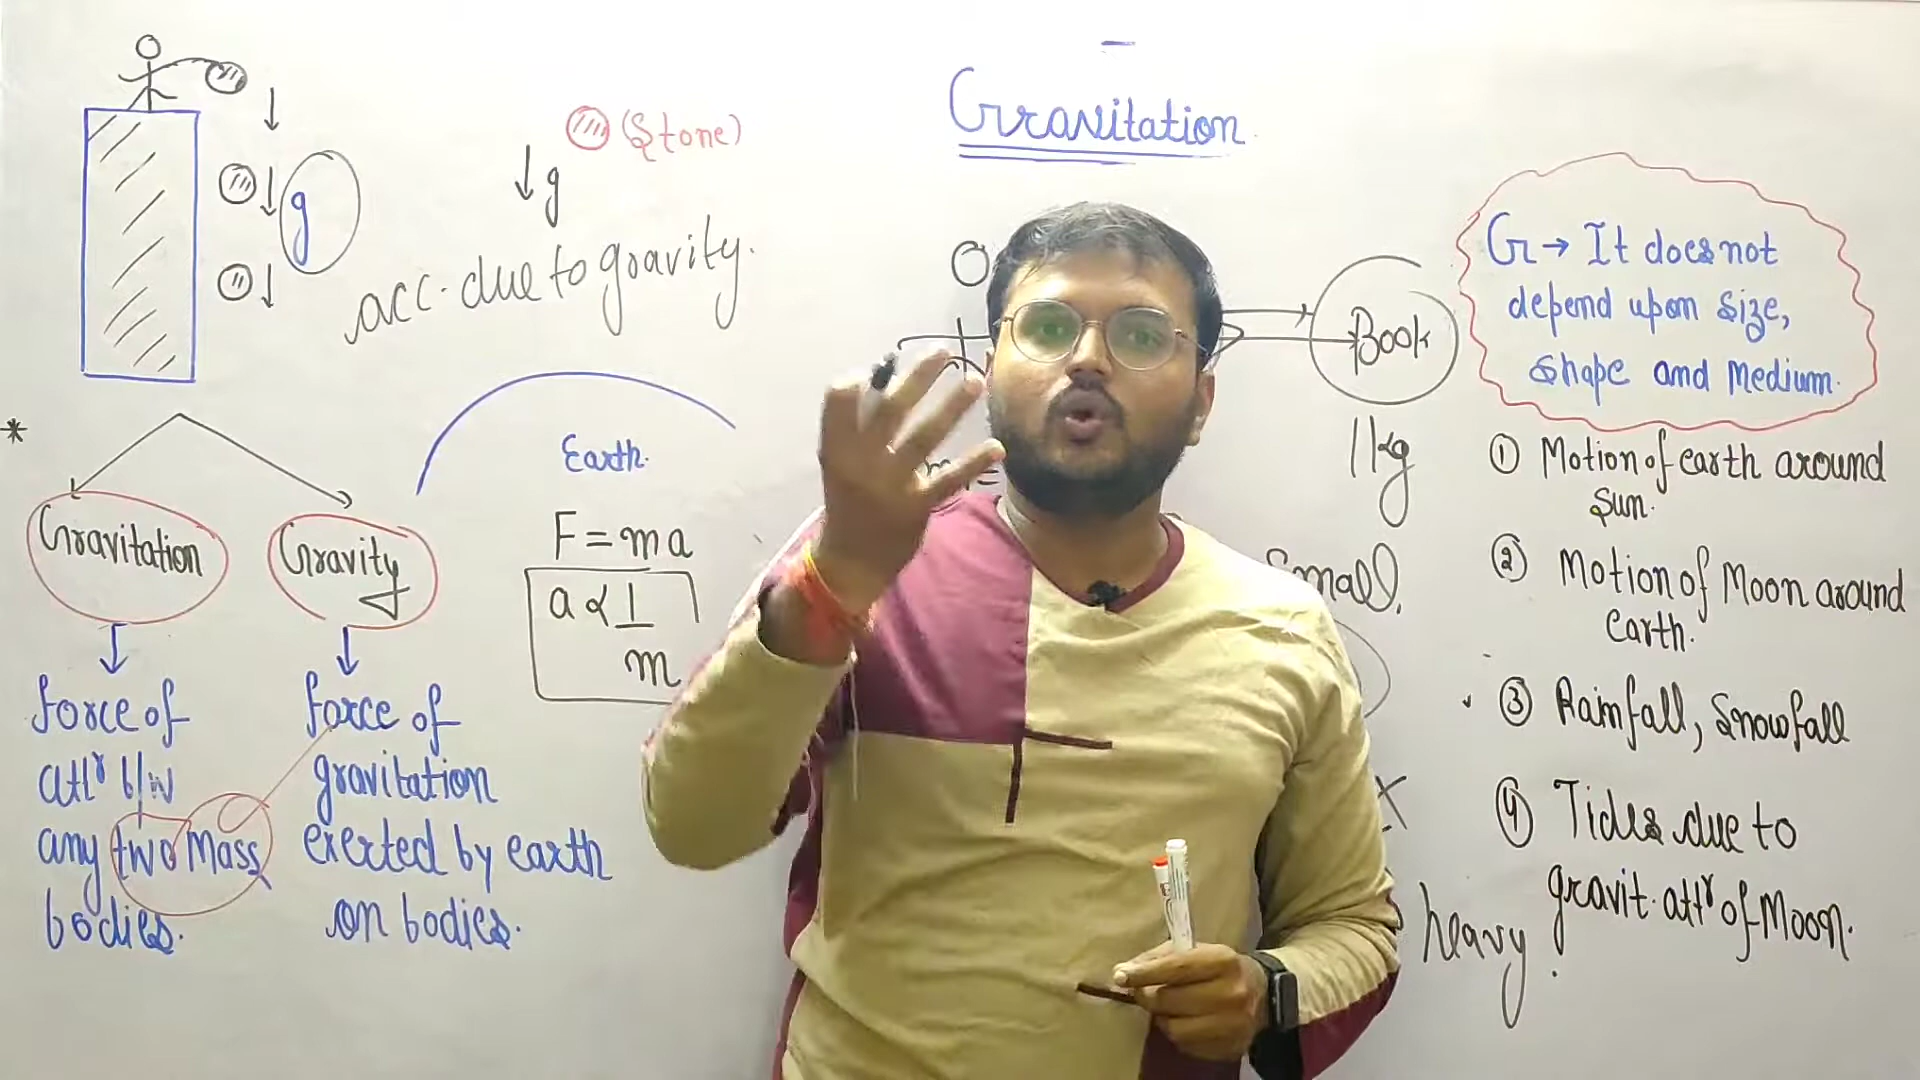 Gravitation
(Stone)
g
g
acc. due to gravity.
Earth.
*
Gravitation
Gravity
force of
attr b/w
any two Mass
bodies.
force of
gravitation
exerted by earth
on bodies.
F = ma
a ∝ 1
m
Book
1 kg
Small.
heavy
G → It does not
depend upon size,
shape and Medium.
① Motion of earth around
Sun.
② Motion of Moon around
earth.
③ Rainfall, Snowfall
④ Tides due to
gravit. attr of Moon.